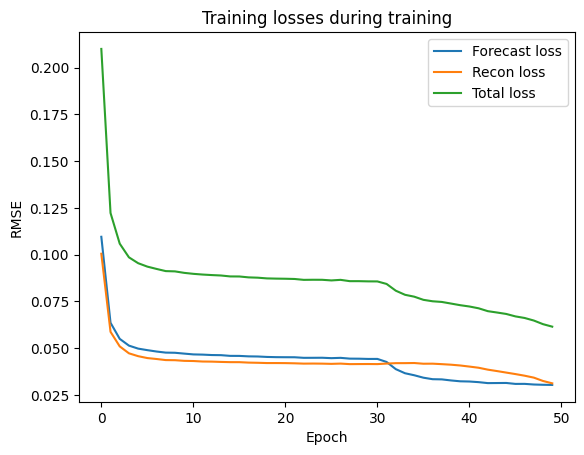 Training losses during training
Forecast loss
Recon loss
Total loss
0.200
0.175
0.150
0.125
0.100
0.075
0.050
0.025
RMSE
0 10 20 30 40 50
Epoch